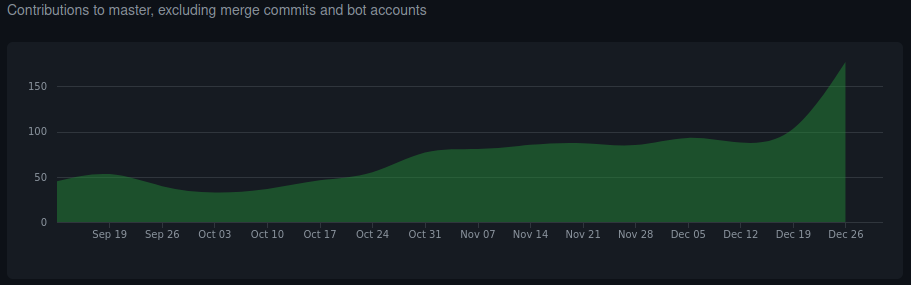 Contributions to master, excluding merge commits and bot accounts
150
100
50
0
Sep 19 Sep 26 Oct 03 Oct 10 Oct 17 Oct 24 Oct 31 Nov 07 Nov 14 Nov 21 Nov 28 Dec 05 Dec 12 Dec 19 Dec 26